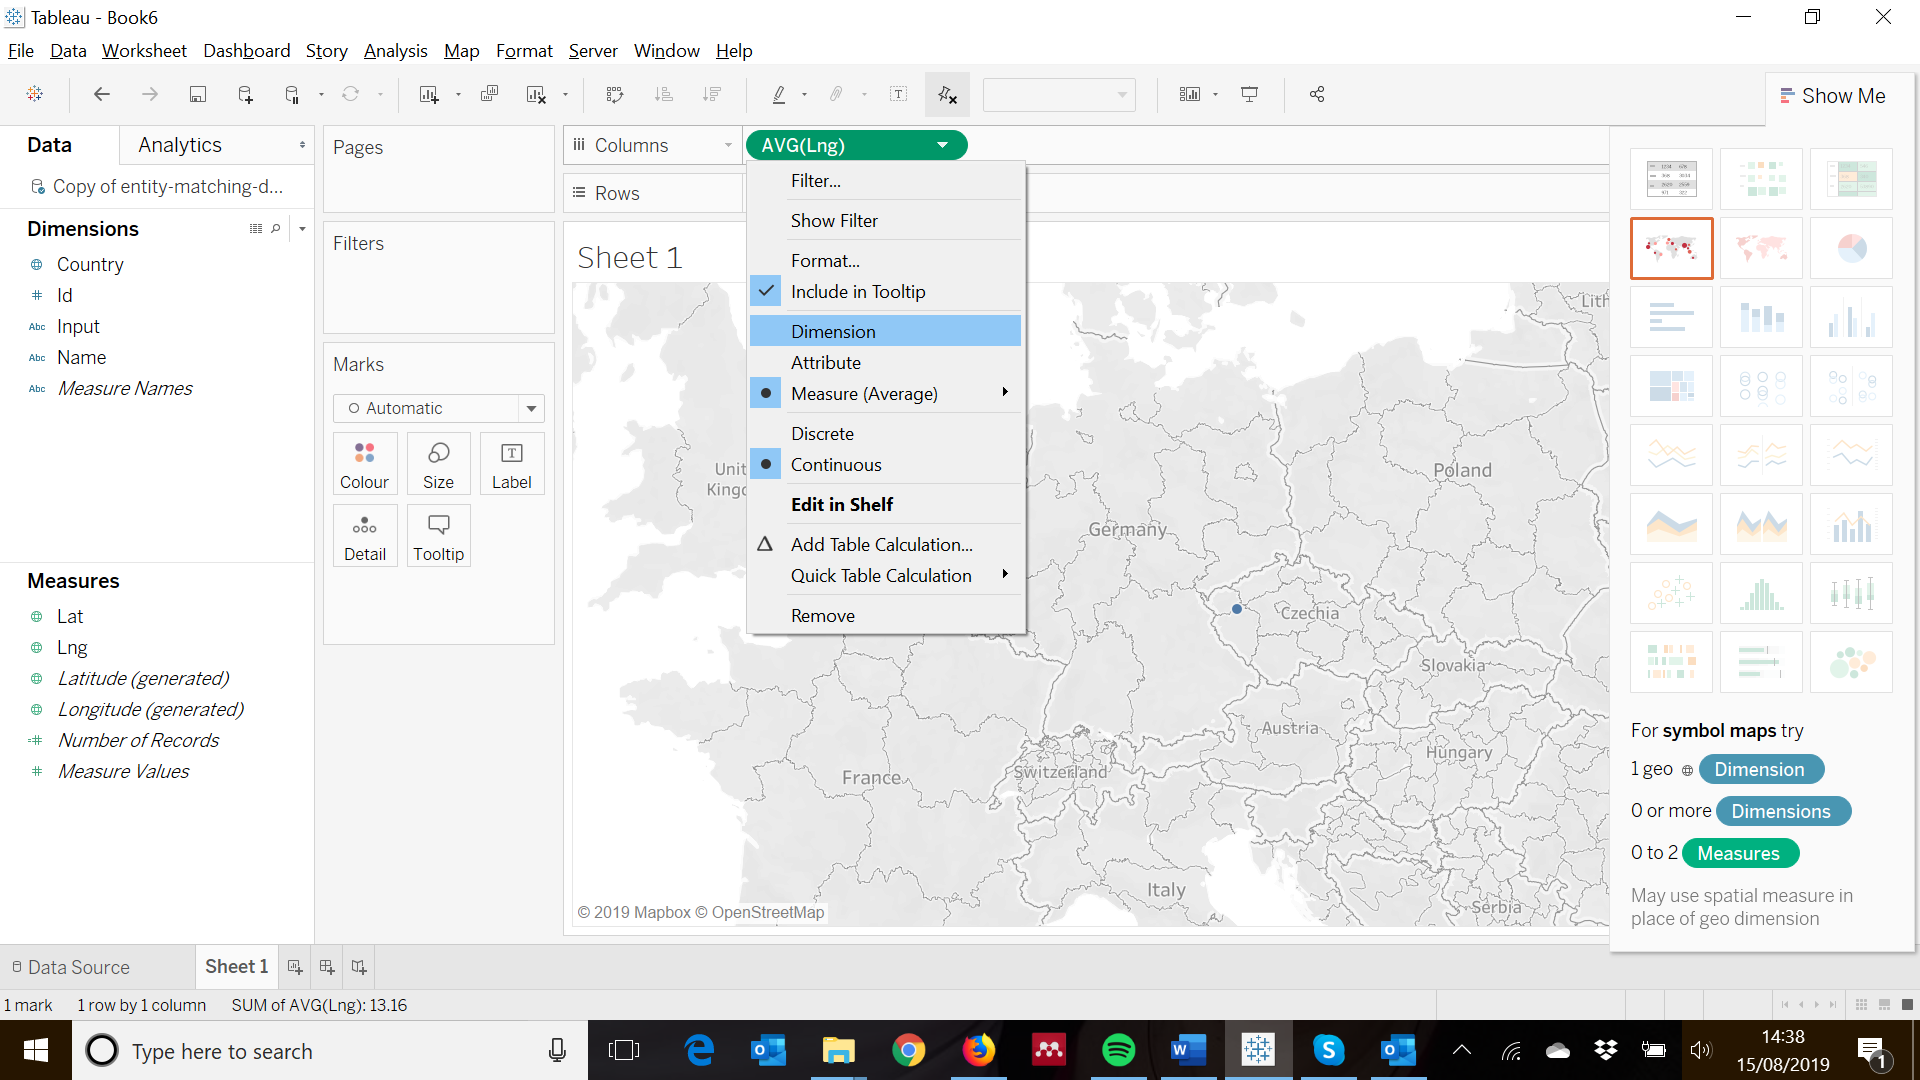 Tableau - Book6
File Data Worksheet Dashboard Story Analysis Map Format Server Window Help
Show Me
Data Analytics
Copy of entity-matching-d...
Dimensions
Country
Id
Abc Input
Abc Name
Abc Measure Names
Measures
Lat
Lng
Latitude (generated)
Longitude (generated)
Number of Records
Measure Values
Pages
Filters
Marks
Automatic
Colour Size Label
Detail Tooltip
Columns AVG(Lng)
Rows
Sheet 1
Filter...
Show Filter
Format...
Include in Tooltip
Dimension
Attribute
Measure (Average)
Discrete
Continuous
Edit in Shelf
Add Table Calculation...
Quick Table Calculation
Remove
Lith
Unit
Kingd
Poland
Germany
Czechia
Slovakia
Austria
Hungary
Switzerland
France
Italy
Serbia
© 2019 Mapbox © OpenStreetMap
For symbol maps try
1 geo Dimension
0 or more Dimensions
0 to 2 Measures
May use spatial measure in
place of geo dimension
Data Source Sheet 1
1 mark 1 row by 1 column SUM of AVG(Lng): 13.16
Type here to search
14:38
15/08/2019
1